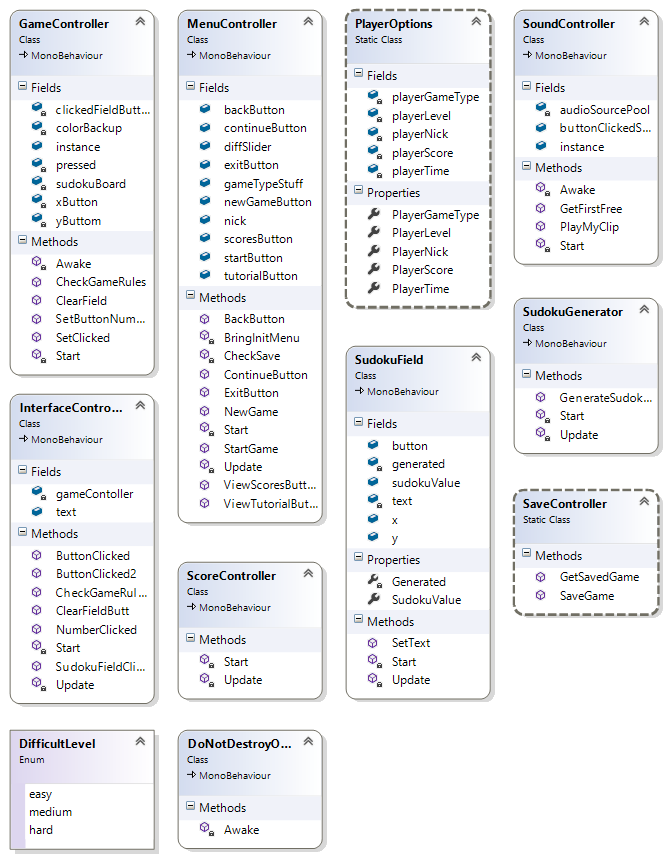 GameController
Class
MonoBehaviour
Fields
clickedFieldButt...
colorBackup
instance
pressed
sudokuBoard
xButton
yButtom
Methods
Awake
CheckGameRules
ClearField
SetButtonNum...
SetClicked
Start
InterfaceContro...
Class
MonoBehaviour
Fields
gameContoller
text
Methods
ButtonClicked
ButtonClicked2
CheckGameRul...
ClearFieldButt
NumberClicked
Start
SudokuFieldCli...
Update
DifficultLevel
Enum
easy
medium
hard
MenuController
Class
MonoBehaviour
Fields
backButton
continueButton
diffSlider
exitButton
gameTypeStuff
newGameButton
nick
scoresButton
startButton
tutorialButton
Methods
BackButton
BringInitMenu
CheckSave
ContinueButton
ExitButton
NewGame
Start
StartGame
Update
ViewScoresButt...
ViewTutorialBut...
ScoreController
Class
MonoBehaviour
Methods
Start
Update
DoNotDestroyO...
Class
MonoBehaviour
Methods
Awake
PlayerOptions
Static Class
Fields
playerGameType
playerLevel
playerNick
playerScore
playerTime
Properties
PlayerGameType
PlayerLevel
PlayerNick
PlayerScore
PlayerTime
SudokuField
Class
MonoBehaviour
Fields
button
generated
sudokuValue
text
x
y
Properties
Generated
SudokuValue
Methods
SetText
Start
Update
SoundController
Class
MonoBehaviour
Fields
audioSourcePool
buttonClickedS...
instance
Methods
Awake
GetFirstFree
PlayMyClip
Start
SudokuGenerator
Class
MonoBehaviour
Methods
GenerateSudok...
Start
Update
SaveController
Static Class
Methods
GetSavedGame
SaveGame